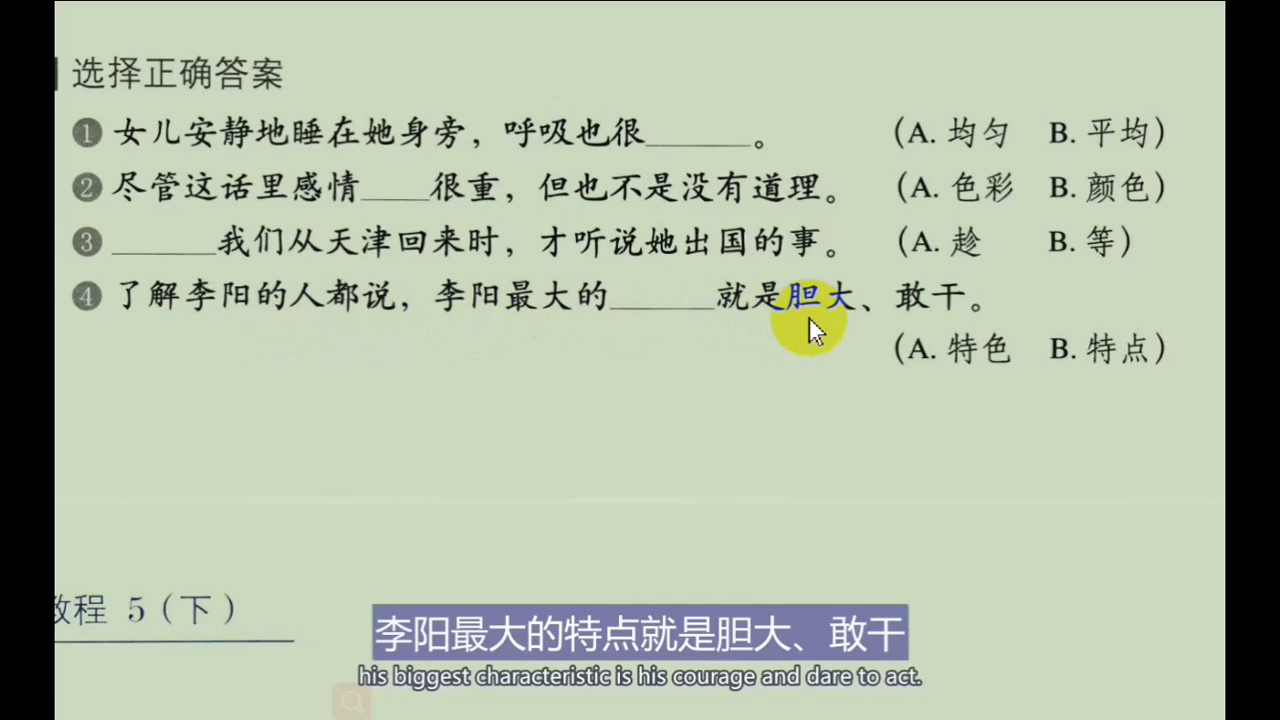 选择正确答案
1 女儿安静地睡在她身旁，呼吸也很______。 （A. 均匀 B. 平均）
2 尽管这话里感情____很重，但也不是没有道理。 （A. 色彩 B. 颜色）
3 ______我们从天津回来时，才听说她出国的事。 （A. 趁 B. 等）
4 了解李阳的人都说，李阳最大的______就是胆大、敢干。
（A. 特色 B. 特点）
教程 5（下）
李阳最大的特点就是胆大、敢干
his biggest characteristic is his courage and dare to act.